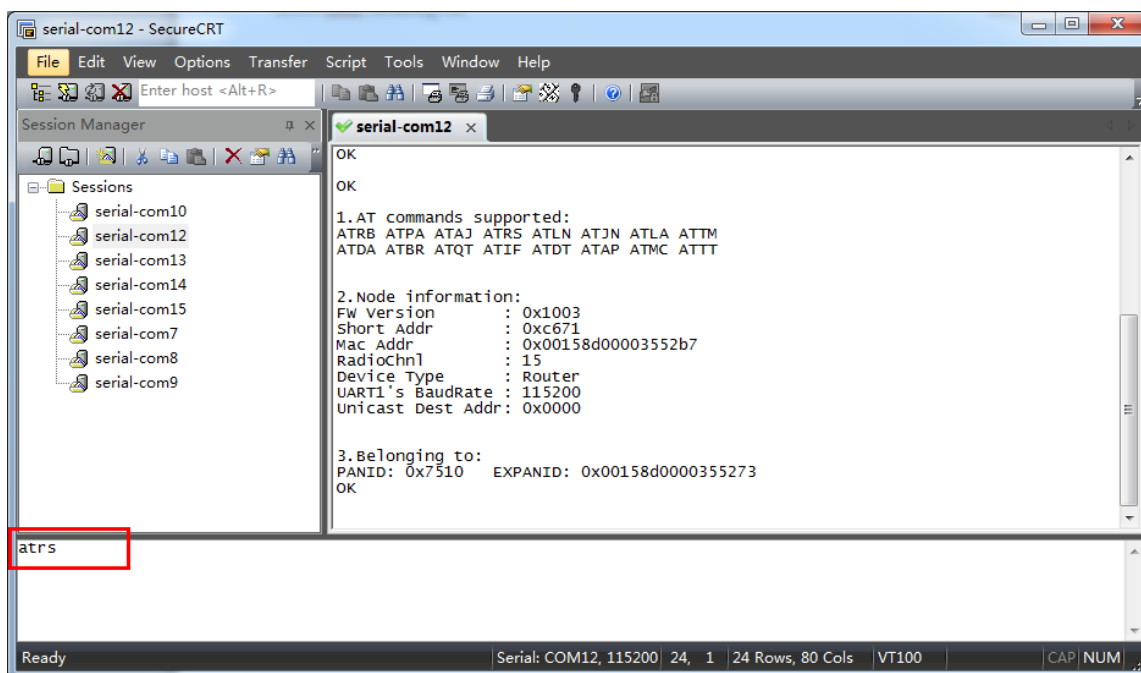 serial-com12 - SecureCRT
File Edit View Options Transfer Script Tools Window Help
Enter host <Alt+R>
Session Manager
serial-com12
Sessions
serial-com10
serial-com12
serial-com13
serial-com14
serial-com15
serial-com7
serial-com8
serial-com9
OK
OK
1.AT commands supported:
ATRB ATPA ATAJ ATRS ATLN ATJN ATLA ATTM
ATDA ATBR ATQT ATIF ATDT ATAP ATMC ATTT
2.Node information:
FW Version : 0x1003
Short Addr : 0xc671
Mac Addr : 0x00158d00003552b7
RadioChnl : 15
Device Type : Router
UART1's BaudRate : 115200
Unicast Dest Addr: 0x0000
3.Belonging to:
PANID: 0x7510 EXPANID: 0x00158d0000355273
OK
atrs
Ready Serial: COM12, 115200 24, 1 24 Rows, 80 Cols VT100 CAP NUM